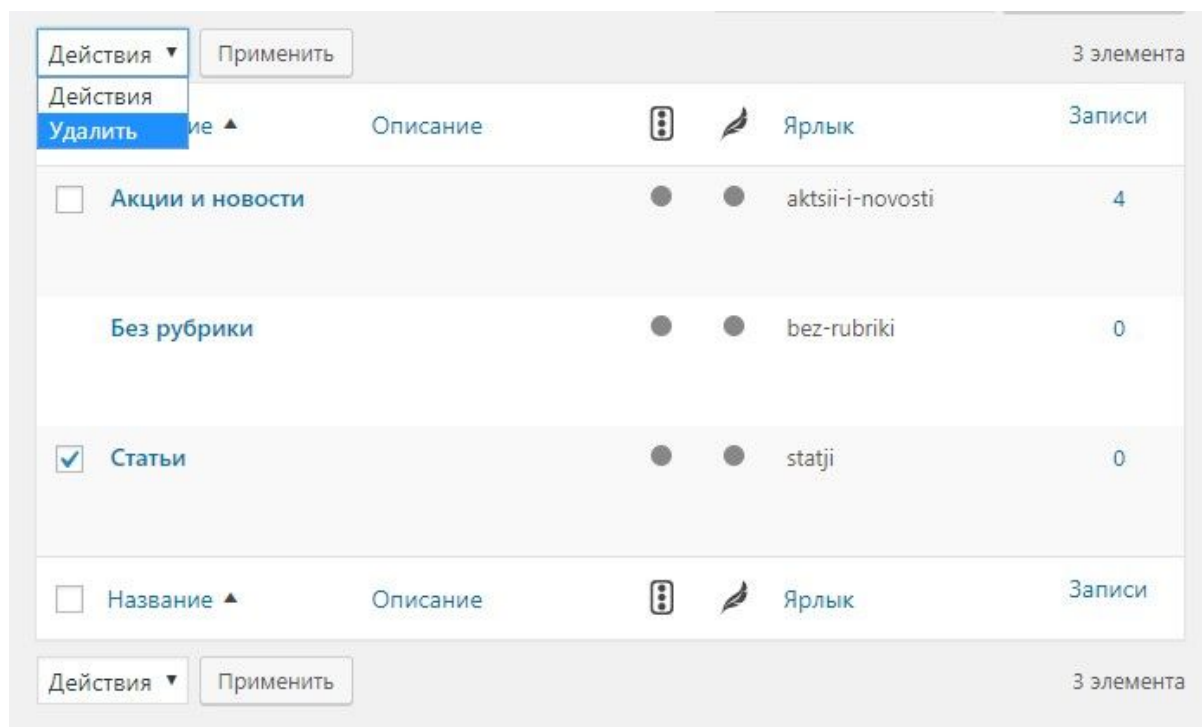 Действия Применить 3 элемента
Действия
Удалить ие Описание Ярлык Записи
Акции и новости aktsii-i-novosti 4
Без рубрики bez-rubriki 0
Статьи statji 0
Название Описание Ярлык Записи
Действия Применить 3 элемента